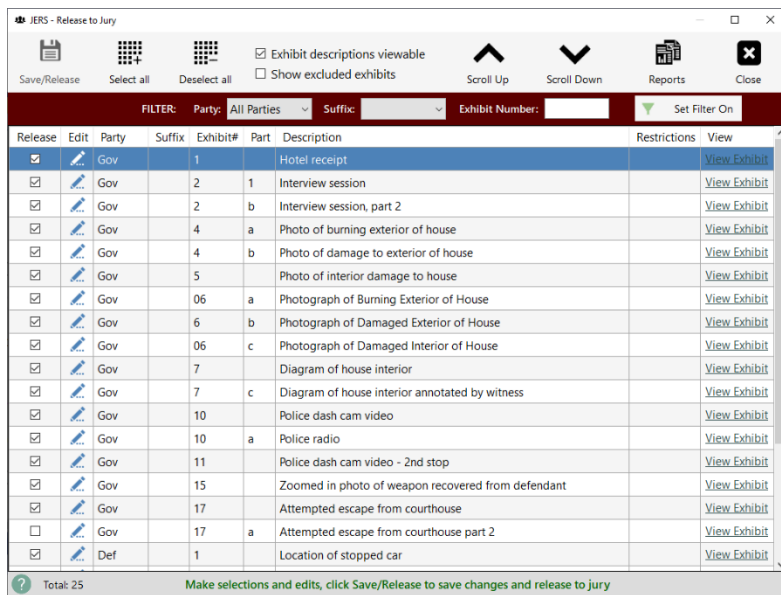 JERS - Release to Jury
Save/Release Select all Deselect all Exhibit descriptions viewable Scroll Up Scroll Down Reports Close
Show excluded exhibits
FILTER: Party: All Parties Suffix: Exhibit Number: Set Filter On
Release Edit Party Suffix Exhibit# Part Description Restrictions View
Gov 1 Hotel receipt View Exhibit
Gov 2 1 Interview session View Exhibit
Gov 2 b Interview session, part 2 View Exhibit
Gov 4 a Photo of burning exterior of house View Exhibit
Gov 4 b Photo of damage to exterior of house View Exhibit
Gov 5 Photo of interior damage to house View Exhibit
Gov 06 a Photograph of Burning Exterior of House View Exhibit
Gov 6 b Photograph of Damaged Exterior of House View Exhibit
Gov 06 c Photograph of Damaged Interior of House View Exhibit
Gov 7 Diagram of house interior View Exhibit
Gov 7 c Diagram of house interior annotated by witness View Exhibit
Gov 10 Police dash cam video View Exhibit
Gov 10 a Police radio View Exhibit
Gov 11 Police dash cam video - 2nd stop View Exhibit
Gov 15 Zoomed in photo of weapon recovered from defendant View Exhibit
Gov 17 Attempted escape from courthouse View Exhibit
Gov 17 a Attempted escape from courthouse part 2 View Exhibit
Def 1 Location of stopped car View Exhibit
? Total: 25 Make selections and edits, click Save/Release to save changes and release to jury